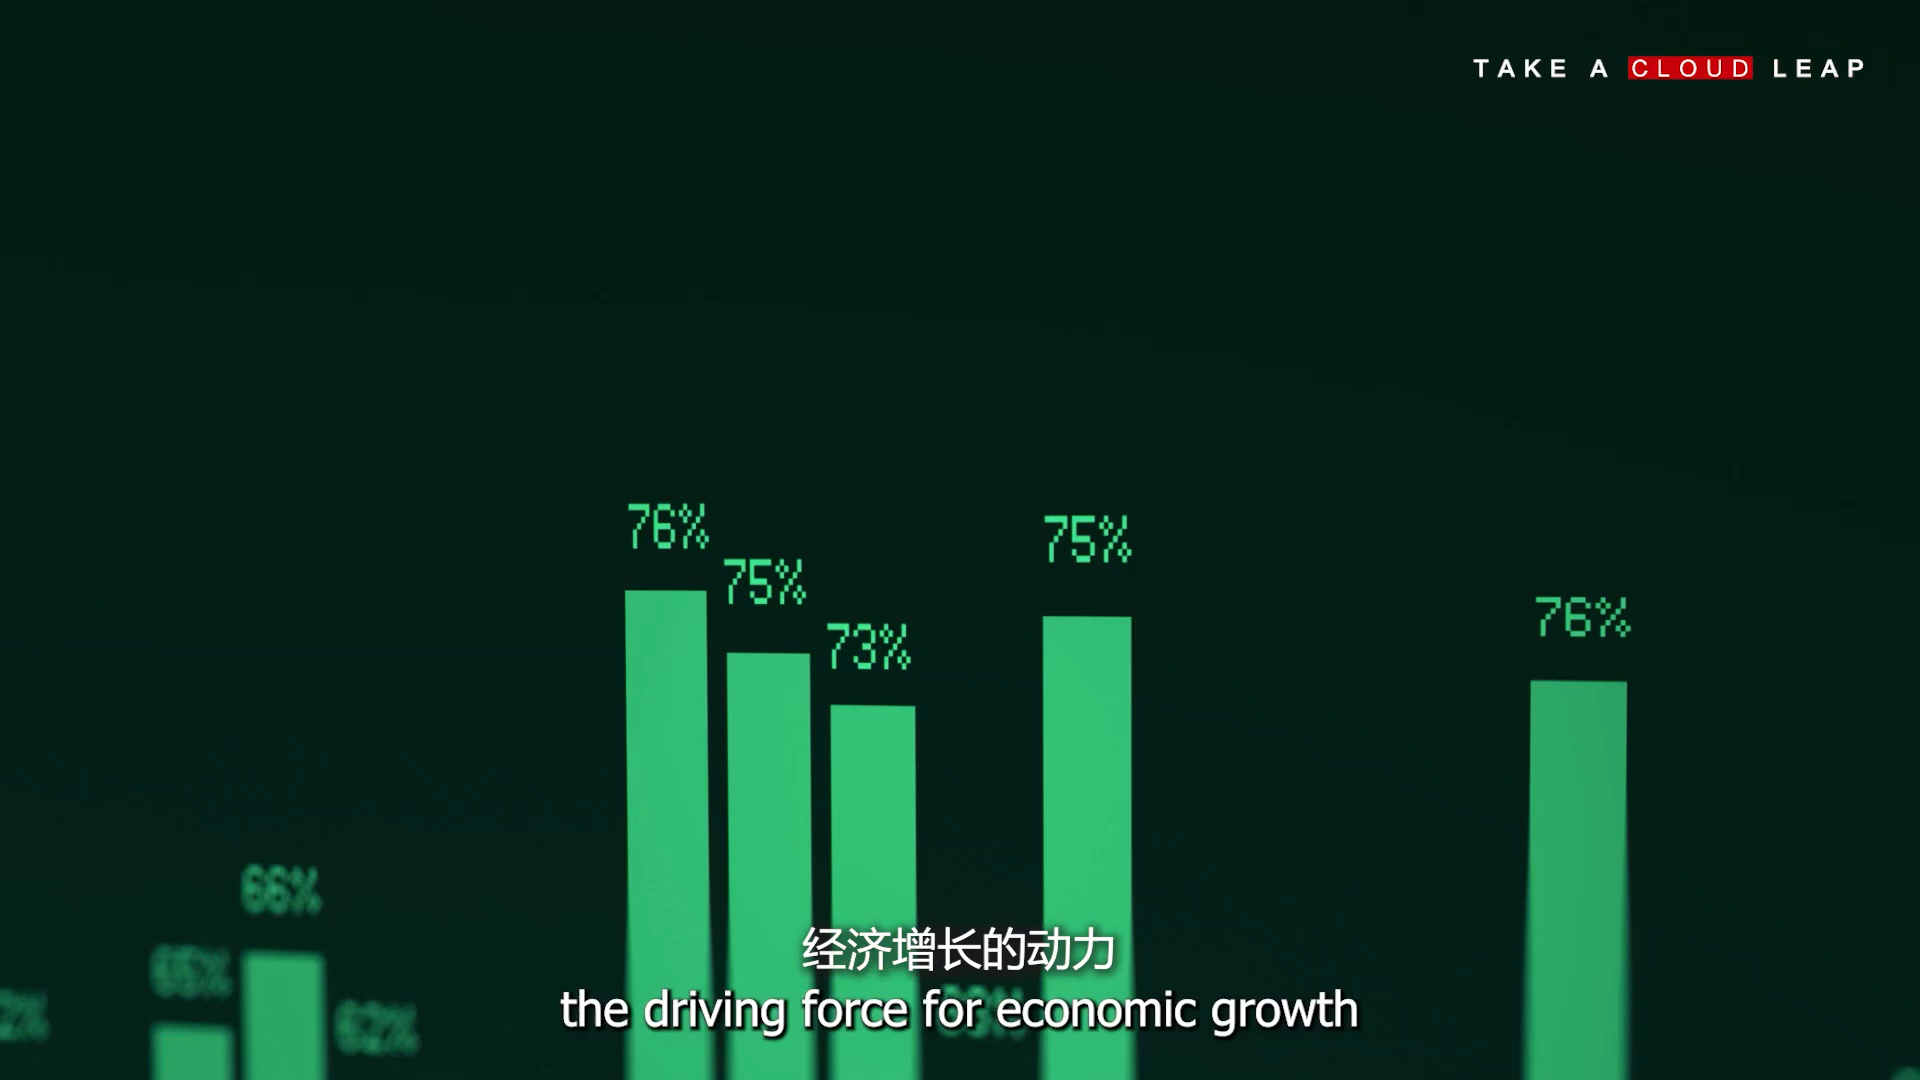 TAKE A CLOUD LEAP
76%
75%
75%
76%
73%
66%
经济增长的动力
the driving force for economic growth